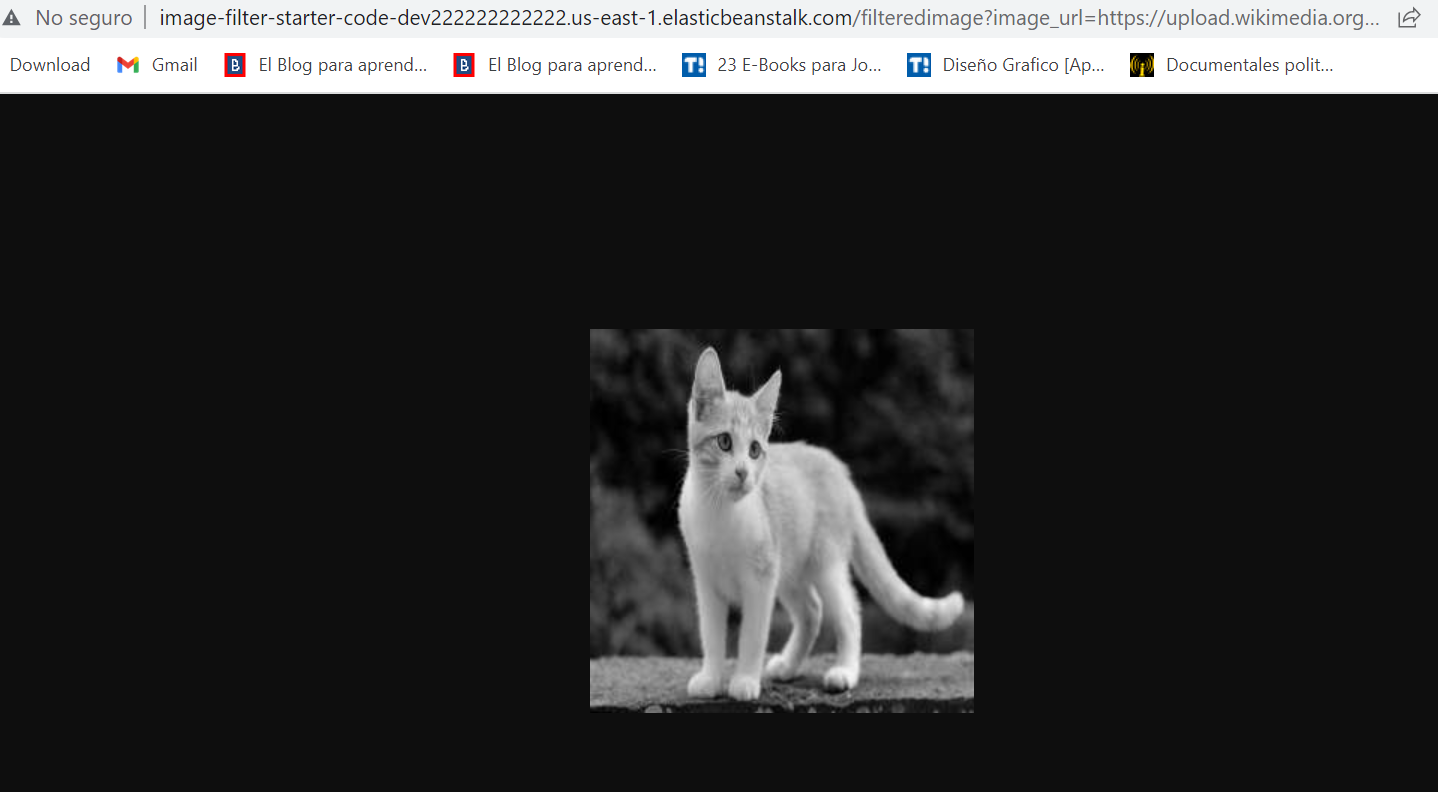 No seguro image-filter-starter-code-dev222222222222.us-east-1.elasticbeanstalk.com/filteredimage?image_url=https://upload.wikimedia.org...
Download Gmail El Blog para aprend... El Blog para aprend... 23 E-Books para Jo... Diseño Grafico [Ap... Documentales polit...